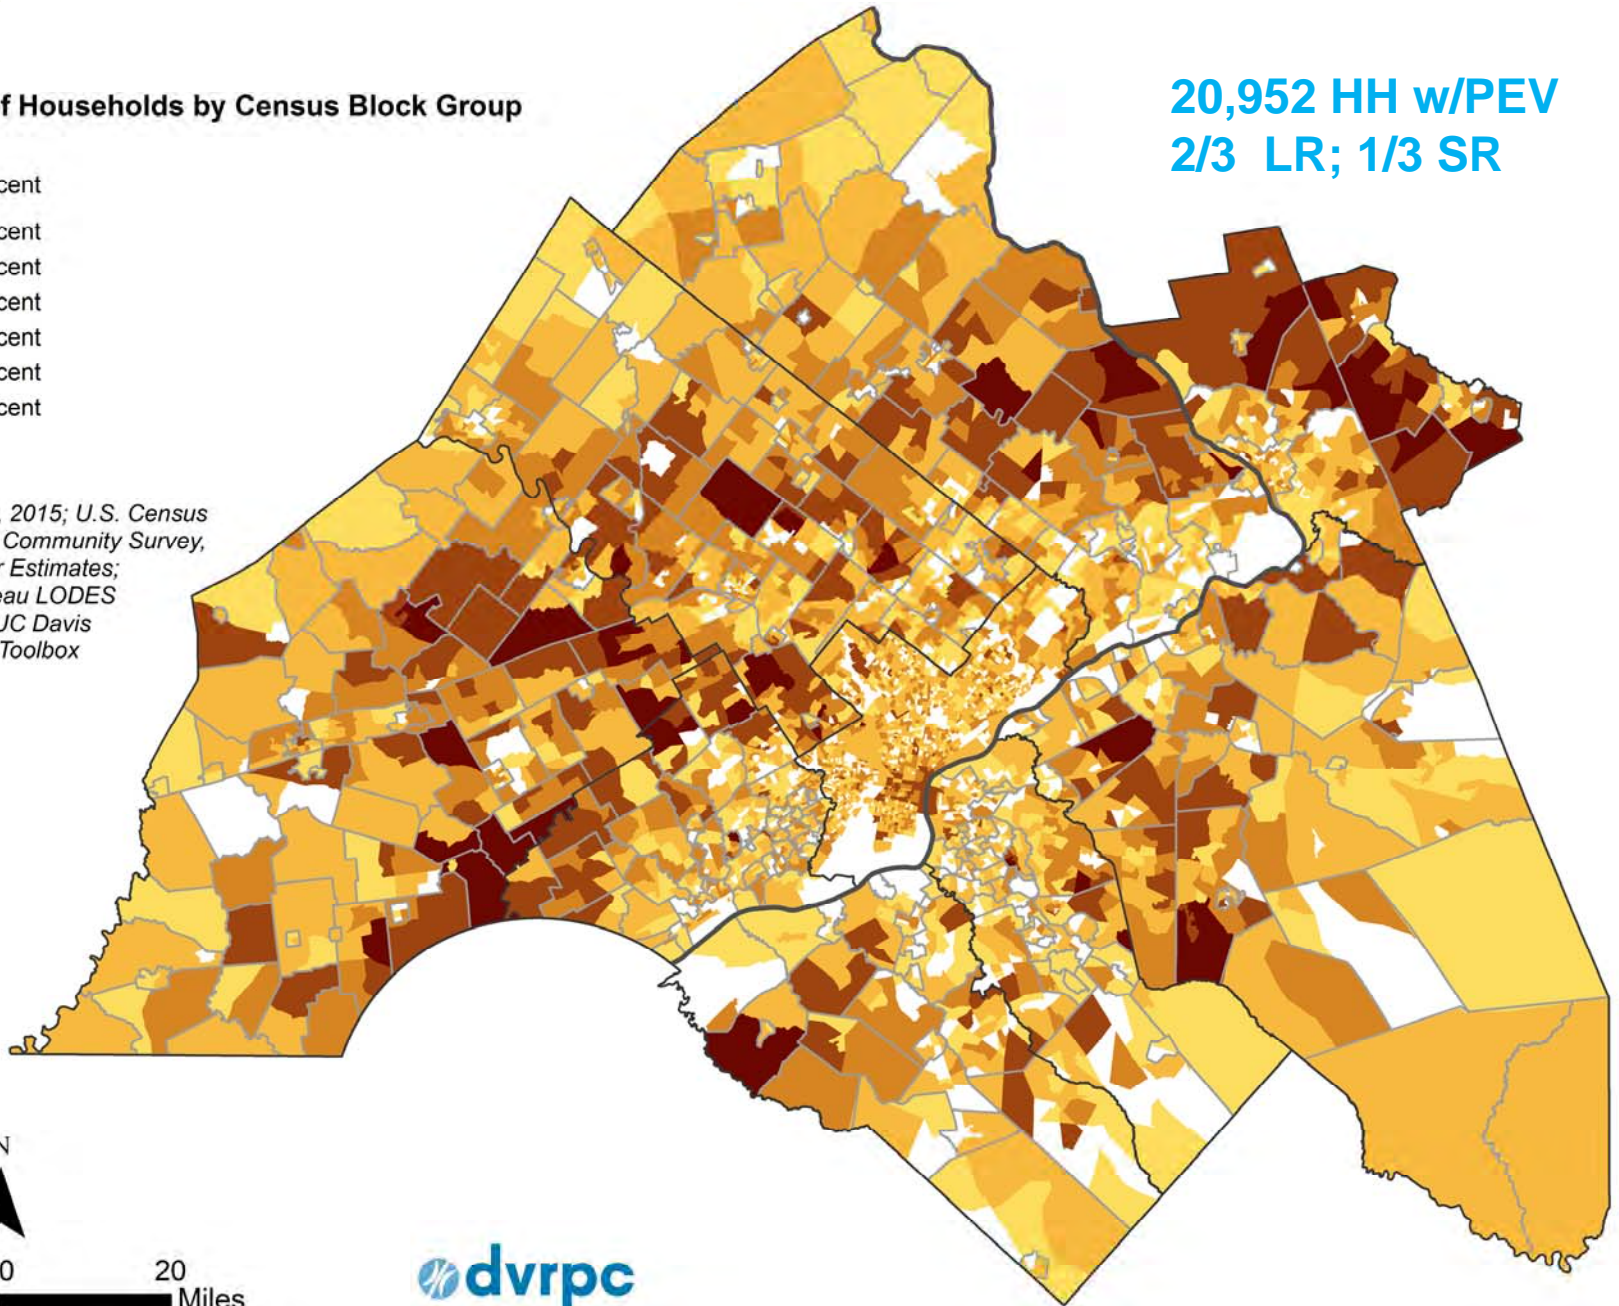 f Households by Census Block Group
20,952 HH w/PEV
2/3 LR; 1/3 SR
cent
cent
cent
cent
cent
cent
cent
, 2015; U.S. Census
Community Survey,
r Estimates;
eau LODES
UC Davis
Toolbox
N
0 20
Miles
dvrpc